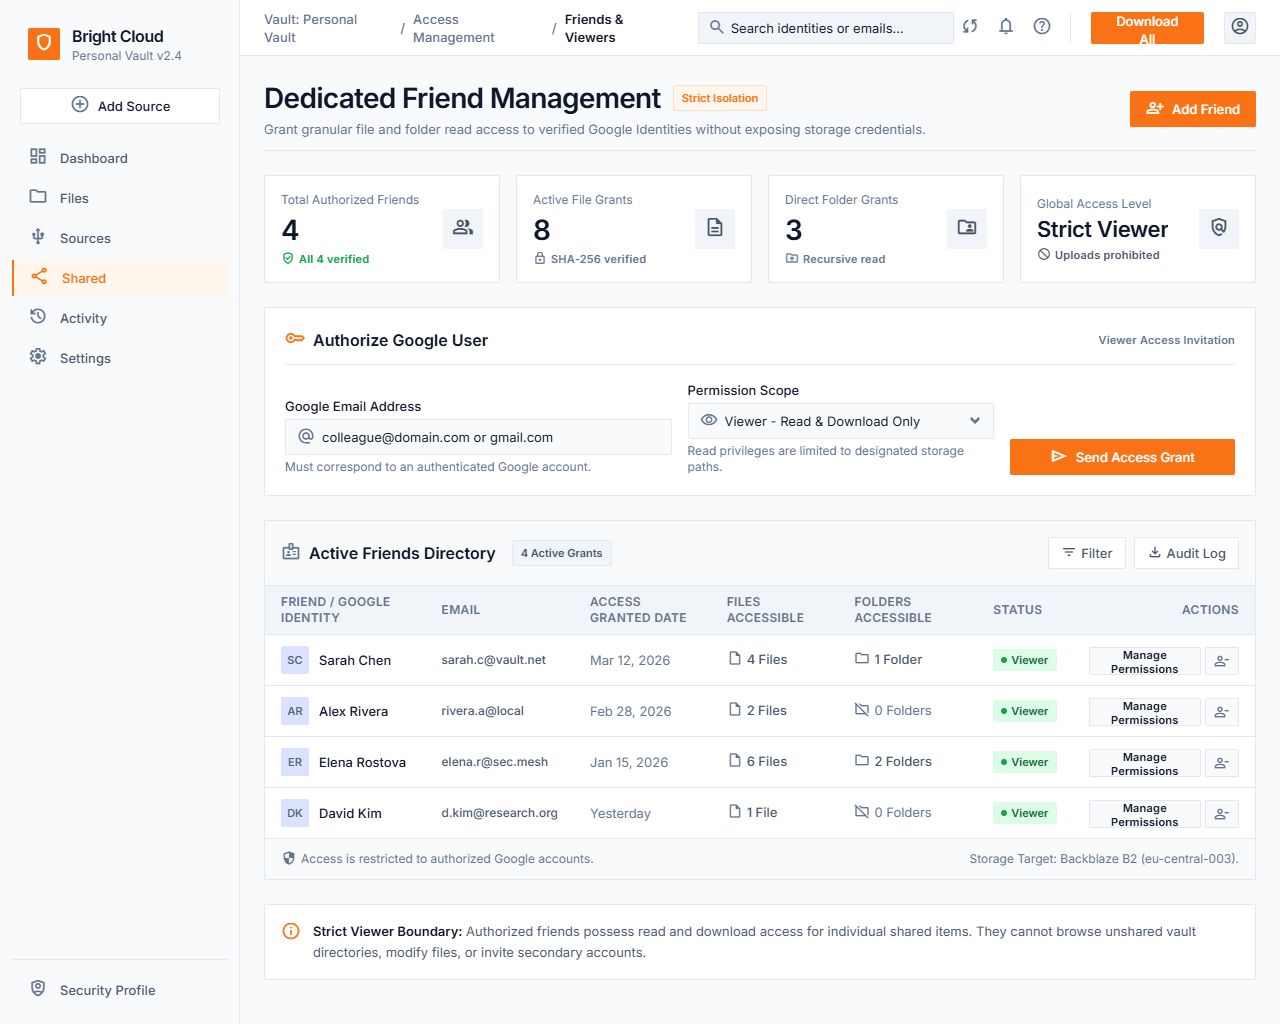 Bright Cloud
Personal Vault v2.4
Add Source
Dashboard
Files
Sources
Shared
Activity
Settings
Security Profile
Vault: Personal
Vault
/
Access
Management
/
Friends &
Viewers
Search identities or emails...
Download
All
Dedicated Friend Management
Strict Isolation
Grant granular file and folder read access to verified Google Identities without exposing storage credentials.
Add Friend
Total Authorized Friends
4
All 4 verified
Active File Grants
8
SHA-256 verified
Direct Folder Grants
3
Recursive read
Global Access Level
Strict Viewer
Uploads prohibited
Authorize Google User
Viewer Access Invitation
Google Email Address
colleague@domain.com or gmail.com
Must correspond to an authenticated Google account.
Permission Scope
Viewer - Read & Download Only
Read privileges are limited to designated storage
paths.
Send Access Grant
Active Friends Directory
4 Active Grants
Filter
Audit Log
FRIEND / GOOGLE
IDENTITY
EMAIL
ACCESS
GRANTED DATE
FILES
ACCESSIBLE
FOLDERS
ACCESSIBLE
STATUS
ACTIONS
SC Sarah Chen sarah.c@vault.net Mar 12, 2026 4 Files 1 Folder Viewer Manage
Permissions
AR Alex Rivera rivera.a@local Feb 28, 2026 2 Files 0 Folders Viewer Manage
Permissions
ER Elena Rostova elena.r@sec.mesh Jan 15, 2026 6 Files 2 Folders Viewer Manage
Permissions
DK David Kim d.kim@research.org Yesterday 1 File 0 Folders Viewer Manage
Permissions
Access is restricted to authorized Google accounts.
Storage Target: Backblaze B2 (eu-central-003).
Strict Viewer Boundary: Authorized friends possess read and download access for individual shared items. They cannot browse unshared vault
directories, modify files, or invite secondary accounts.